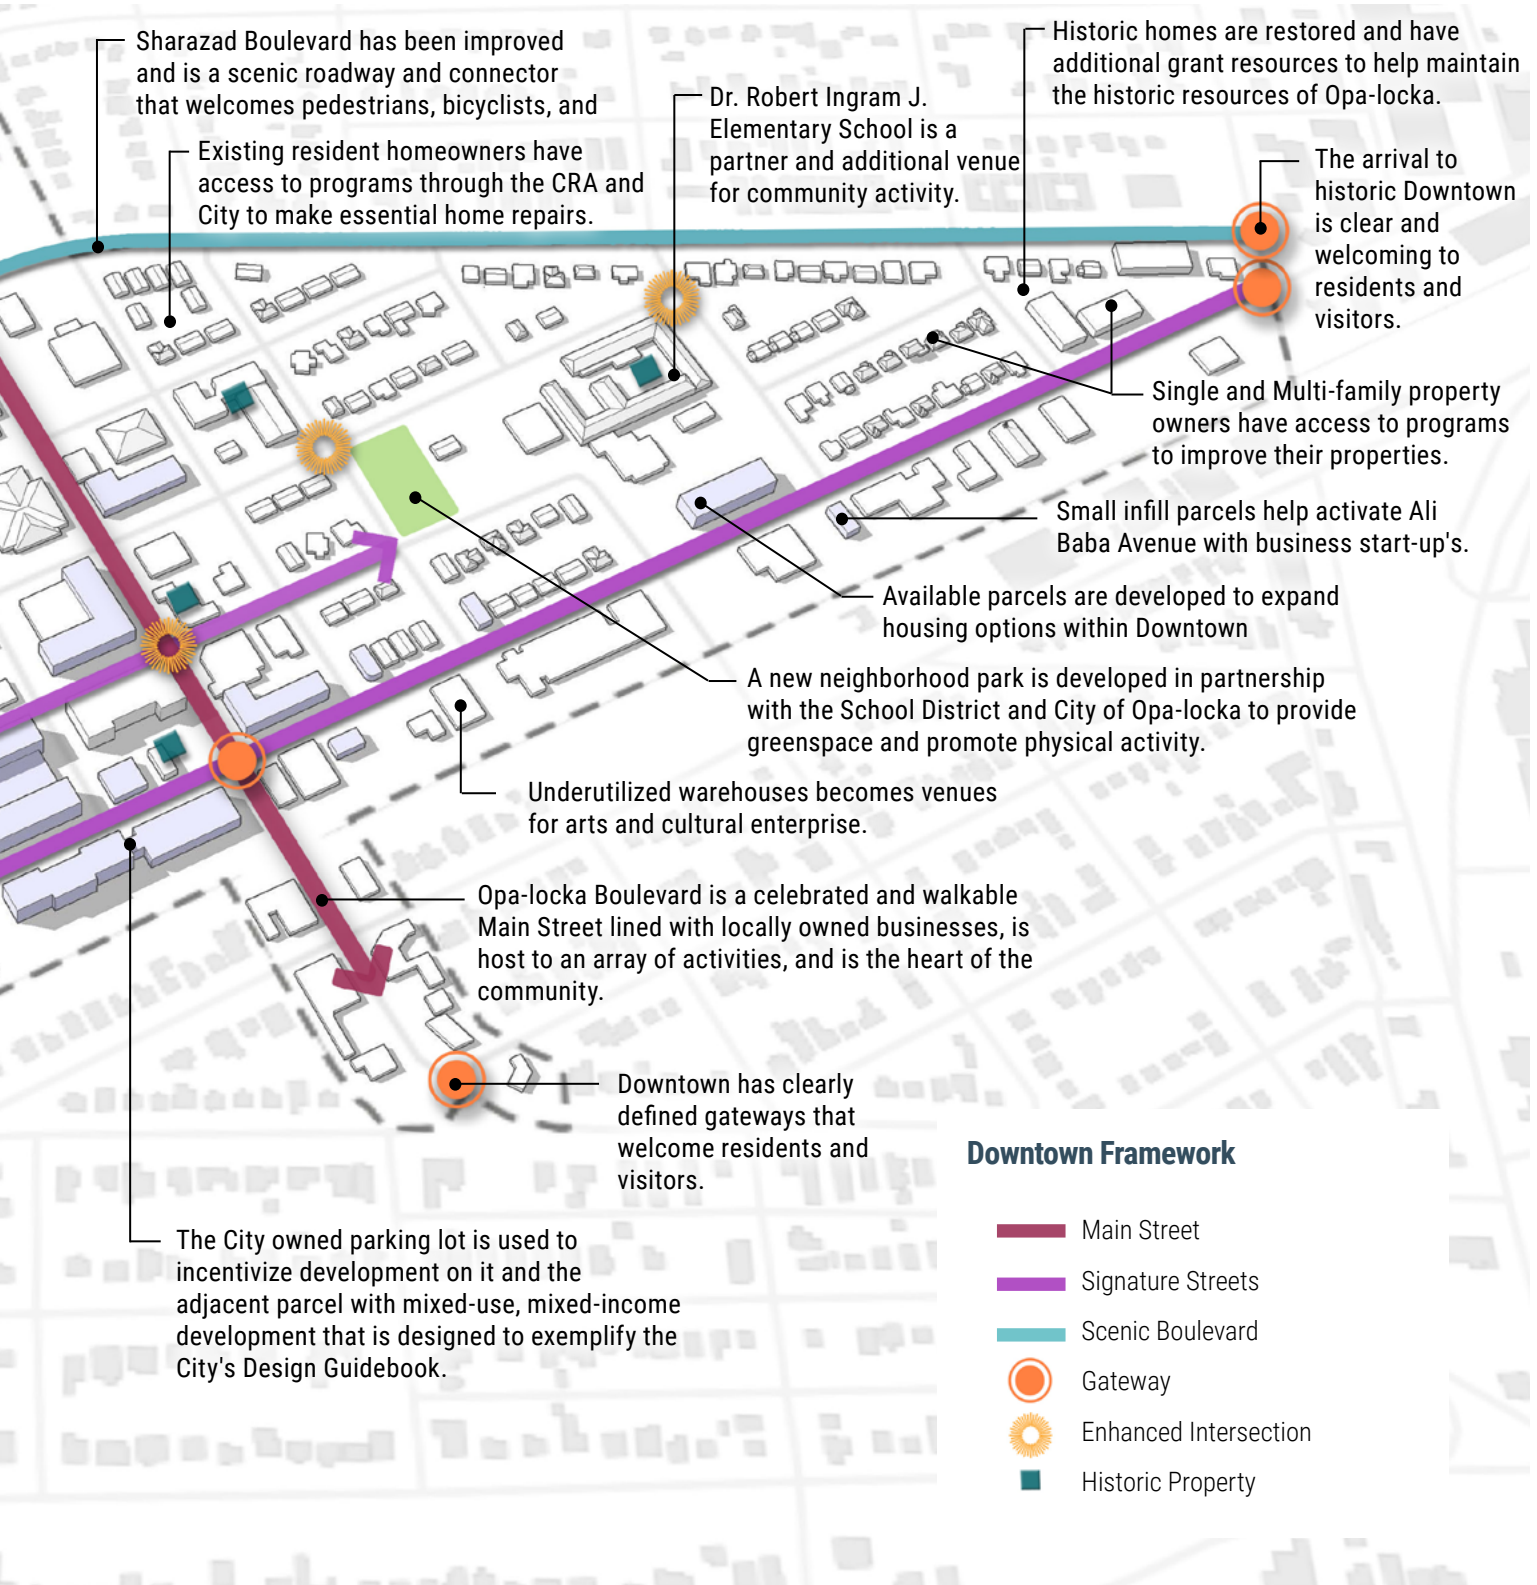 Sharazad Boulevard has been improved
and is a scenic roadway and connector
that welcomes pedestrians, bicyclists, and
Existing resident homeowners have
access to programs through the CRA and
City to make essential home repairs.
Dr. Robert Ingram J.
Elementary School is a
partner and additional venue
for community activity.
Historic homes are restored and have
additional grant resources to help maintain
the historic resources of Opa-locka.
The arrival to
historic Downtown
is clear and
welcoming to
residents and
visitors.
Single and Multi-family property
owners have access to programs
to improve their properties.
Small infill parcels help activate Ali
Baba Avenue with business start-up's.
Available parcels are developed to expand
housing options within Downtown
A new neighborhood park is developed in partnership
with the School District and City of Opa-locka to provide
greenspace and promote physical activity.
Underutilized warehouses becomes venues
for arts and cultural enterprise.
Opa-locka Boulevard is a celebrated and walkable
Main Street lined with locally owned businesses, is
host to an array of activities, and is the heart of the
community.
Downtown has clearly
defined gateways that
welcome residents and
visitors.
The City owned parking lot is used to
incentivize development on it and the
adjacent parcel with mixed-use, mixed-income
development that is designed to exemplify the
City's Design Guidebook.
Downtown Framework
Main Street
Signature Streets
Scenic Boulevard
Gateway
Enhanced Intersection
Historic Property